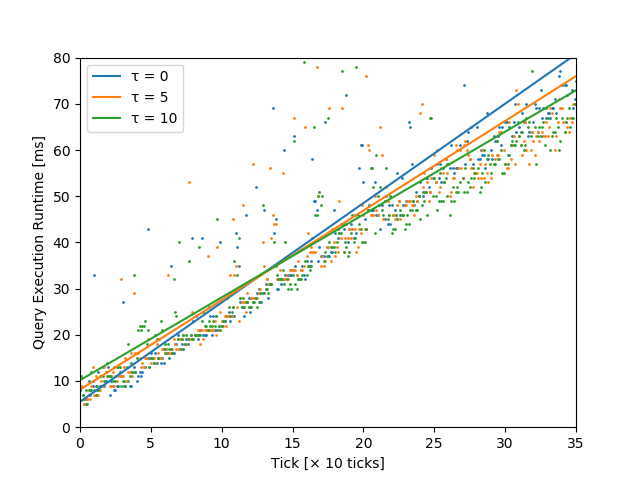 80
70
60
50
40
30
20
10
0
Query Execution Runtime [ms]
τ = 0
τ = 5
τ = 10
0 5 10 15 20 25 30 35
Tick [× 10 ticks]